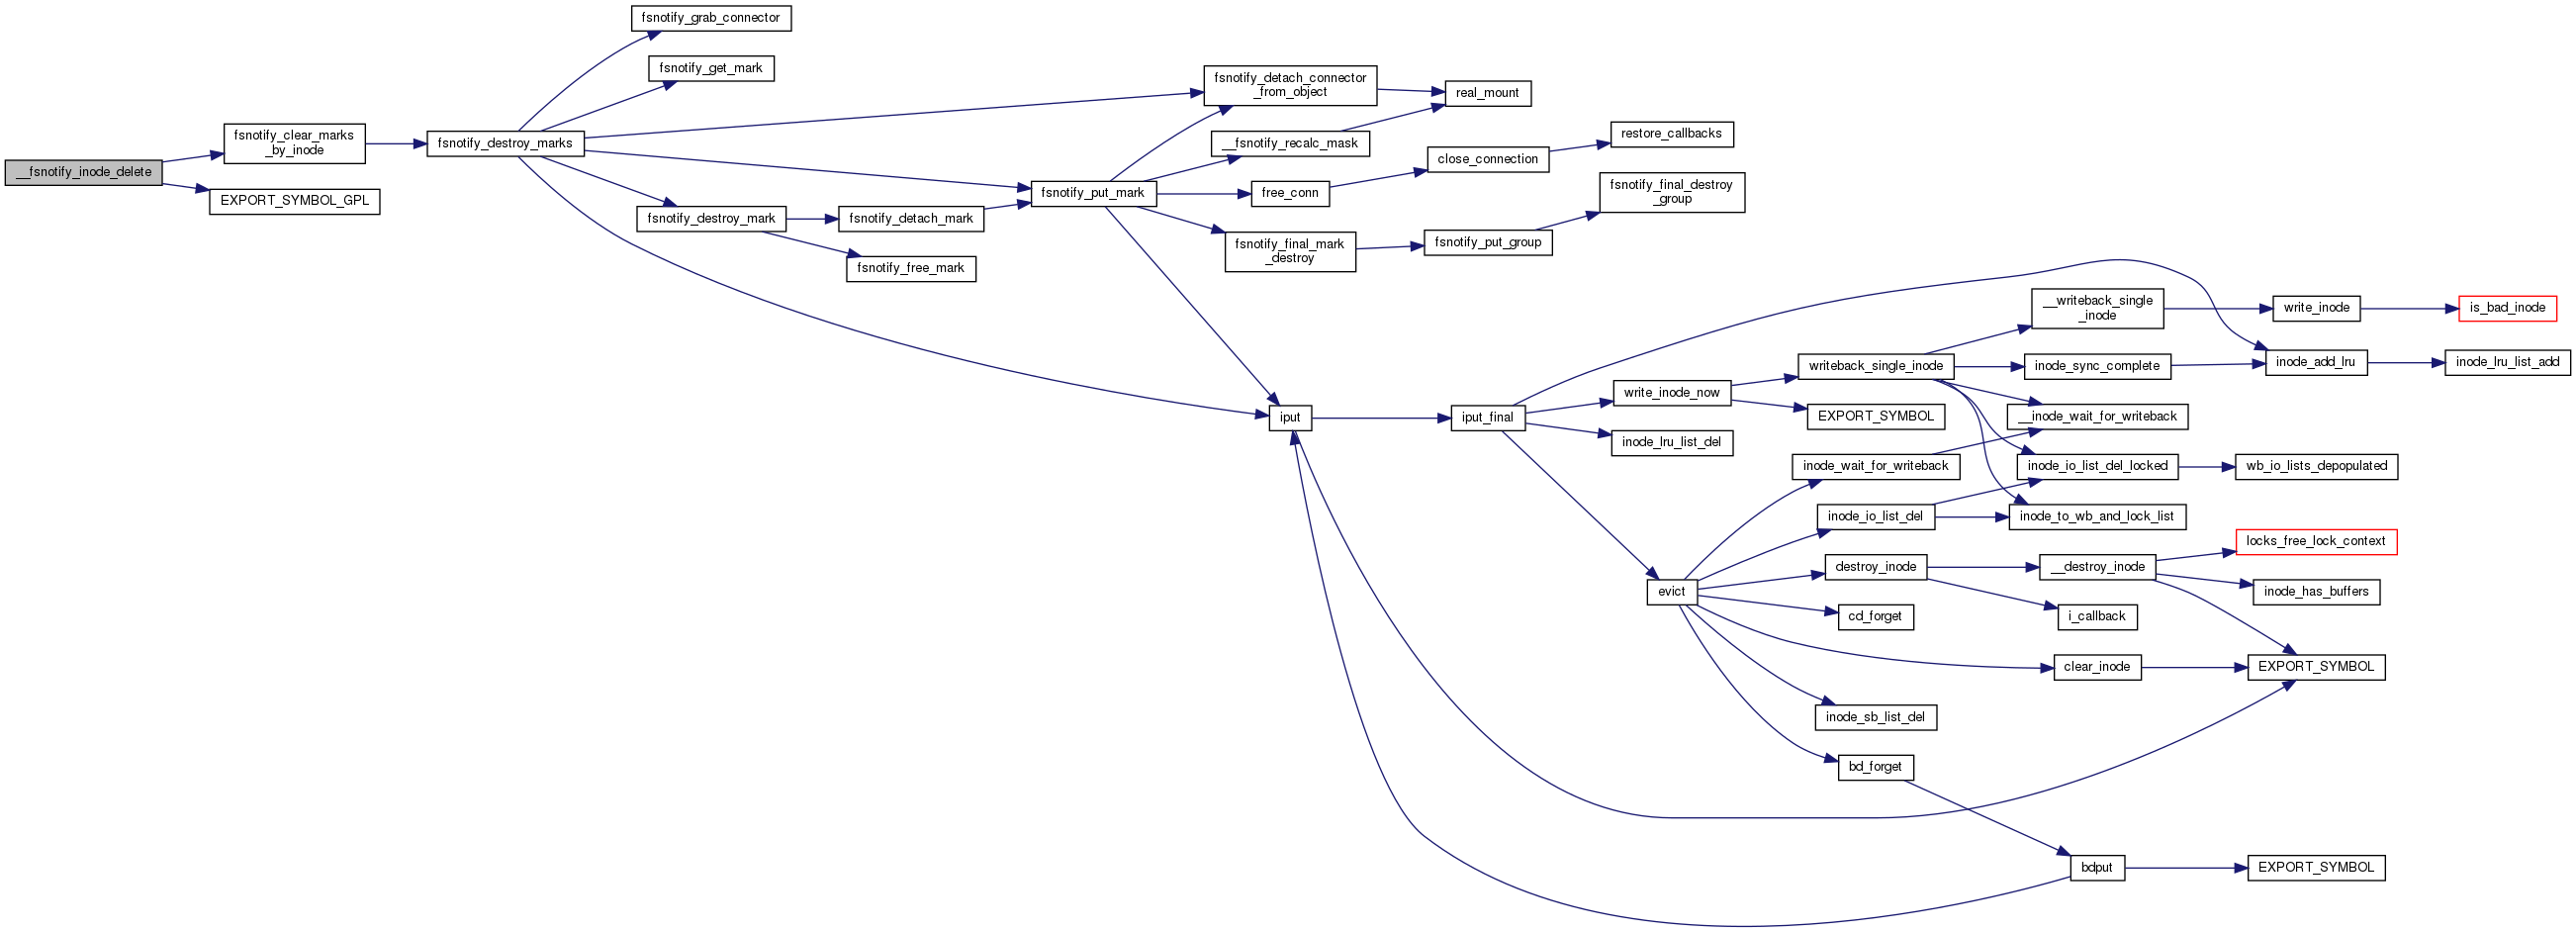 __fsnotify_inode_delete
fsnotify_clear_marks
_by_inode
EXPORT_SYMBOL_GPL
fsnotify_destroy_marks
fsnotify_grab_connector
fsnotify_get_mark
fsnotify_destroy_mark
fsnotify_detach_mark
fsnotify_free_mark
fsnotify_put_mark
fsnotify_detach_connector
_from_object
__fsnotify_recalc_mask
free_conn
fsnotify_final_mark
_destroy
real_mount
close_connection
restore_callbacks
fsnotify_put_group
fsnotify_final_destroy
_group
iput
iput_final
write_inode_now
inode_lru_list_del
evict
writeback_single_inode
EXPORT_SYMBOL
inode_wait_for_writeback
inode_io_list_del
destroy_inode
cd_forget
clear_inode
inode_sb_list_del
bd_forget
__writeback_single
_inode
inode_sync_complete
__inode_wait_for_writeback
inode_io_list_del_locked
inode_to_wb_and_lock_list
__destroy_inode
i_callback
bdput
write_inode
is_bad_inode
inode_add_lru
inode_lru_list_add
wb_io_lists_depopulated
locks_free_lock_context
inode_has_buffers
EXPORT_SYMBOL
EXPORT_SYMBOL